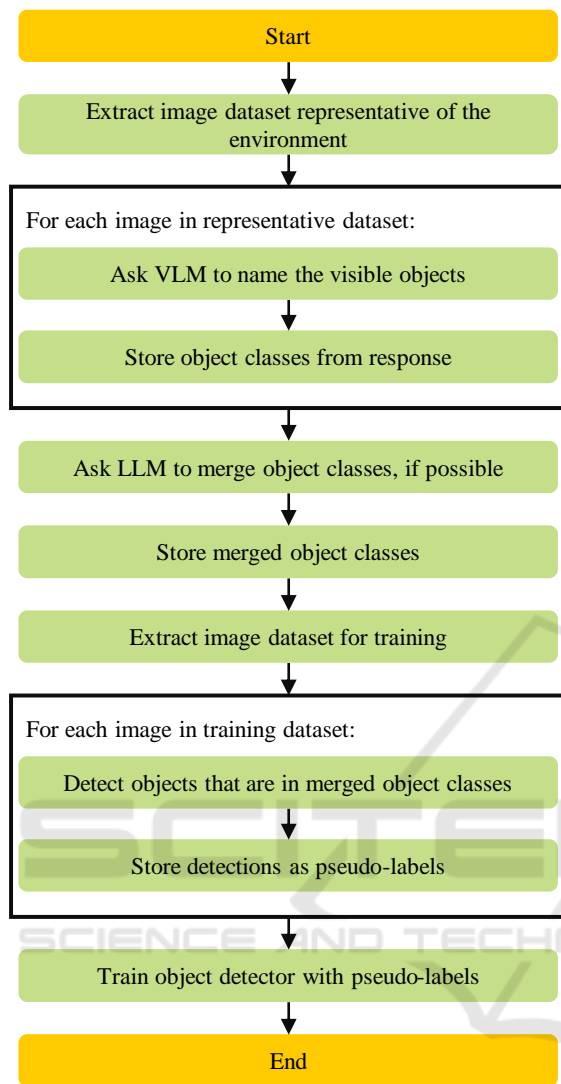 Start
Extract image dataset representative of the
environment
For each image in representative dataset:
Ask VLM to name the visible objects
Store object classes from response
Ask LLM to merge object classes, if possible
Store merged object classes
Extract image dataset for training
For each image in training dataset:
Detect objects that are in merged object classes
Store detections as pseudo-labels
SCIENCE AND
Train object detector with pseudo-labels
End